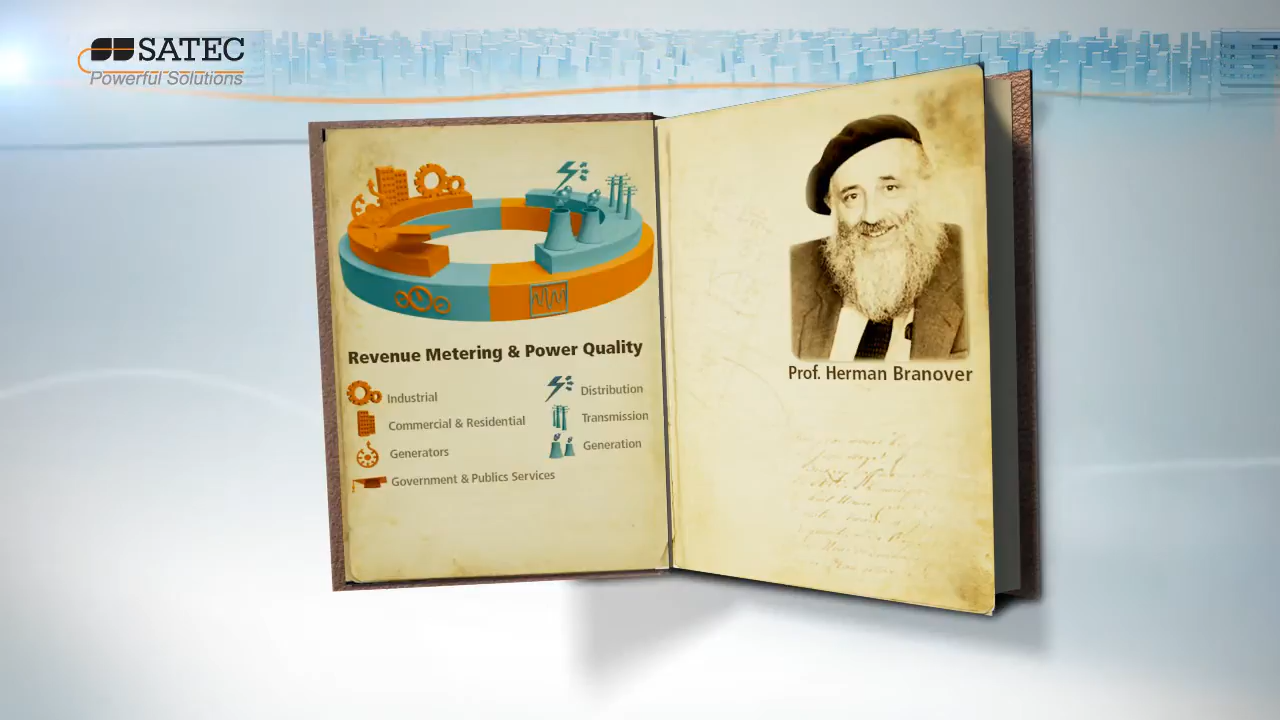 SATEC
Powerful Solutions
Revenue Metering & Power Quality
Industrial
Commercial & Residential
Generators
Government & Publics Services
Distribution
Transmission
Generation
Prof. Herman Branover